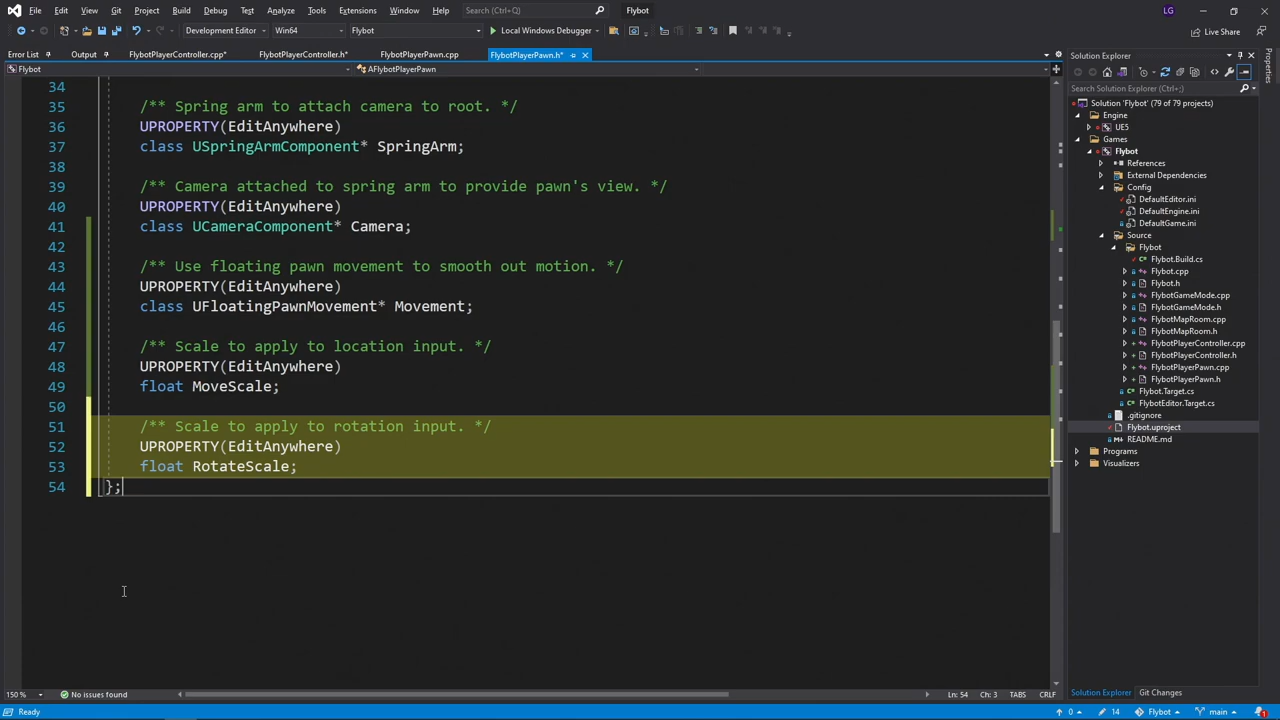 File Edit View Git Project Build Debug Test Analyze Tools Extensions Window Help Search (Ctrl+Q) Flybot LG
Development Editor Win64 Flybot Local Windows Debugger Live Share
Error List Output FlybotPlayerController.cpp* FlybotPlayerController.h* FlybotPlayerPawn.cpp FlybotPlayerPawn.h*
Flybot AFlybotPlayerPawn
34
35 /** Spring arm to attach camera to root. */
36 UPROPERTY(EditAnywhere)
37 class USpringArmComponent* SpringArm;
38
39 /** Camera attached to spring arm to provide pawn's view. */
40 UPROPERTY(EditAnywhere)
41 class UCameraComponent* Camera;
42
43 /** Use floating pawn movement to smooth out motion. */
44 UPROPERTY(EditAnywhere)
45 class UFloatingPawnMovement* Movement;
46
47 /** Scale to apply to location input. */
48 UPROPERTY(EditAnywhere)
49 float MoveScale;
50
51 /** Scale to apply to rotation input. */
52 UPROPERTY(EditAnywhere)
53 float RotateScale;
54 };
150 % No issues found Ln: 54 Ch: 3 TABS CRLF
Solution Explorer
Search Solution Explorer (Ctrl+;)
Solution 'Flybot' (79 of 79 projects)
Engine
UE5
Games
Flybot
References
External Dependencies
Config
DefaultEditor.ini
DefaultEngine.ini
DefaultGame.ini
Source
Flybot
Flybot.Build.cs
Flybot.cpp
Flybot.h
FlybotGameMode.cpp
FlybotGameMode.h
FlybotMapRoom.cpp
FlybotMapRoom.h
FlybotPlayerController.cpp
FlybotPlayerController.h
FlybotPlayerPawn.cpp
FlybotPlayerPawn.h
Flybot.Target.cs
FlybotEditor.Target.cs
.gitignore
Flybot.uproject
README.md
Programs
Visualizers
Solution Explorer Git Changes
Properties
Ready 0 14 Flybot main 1